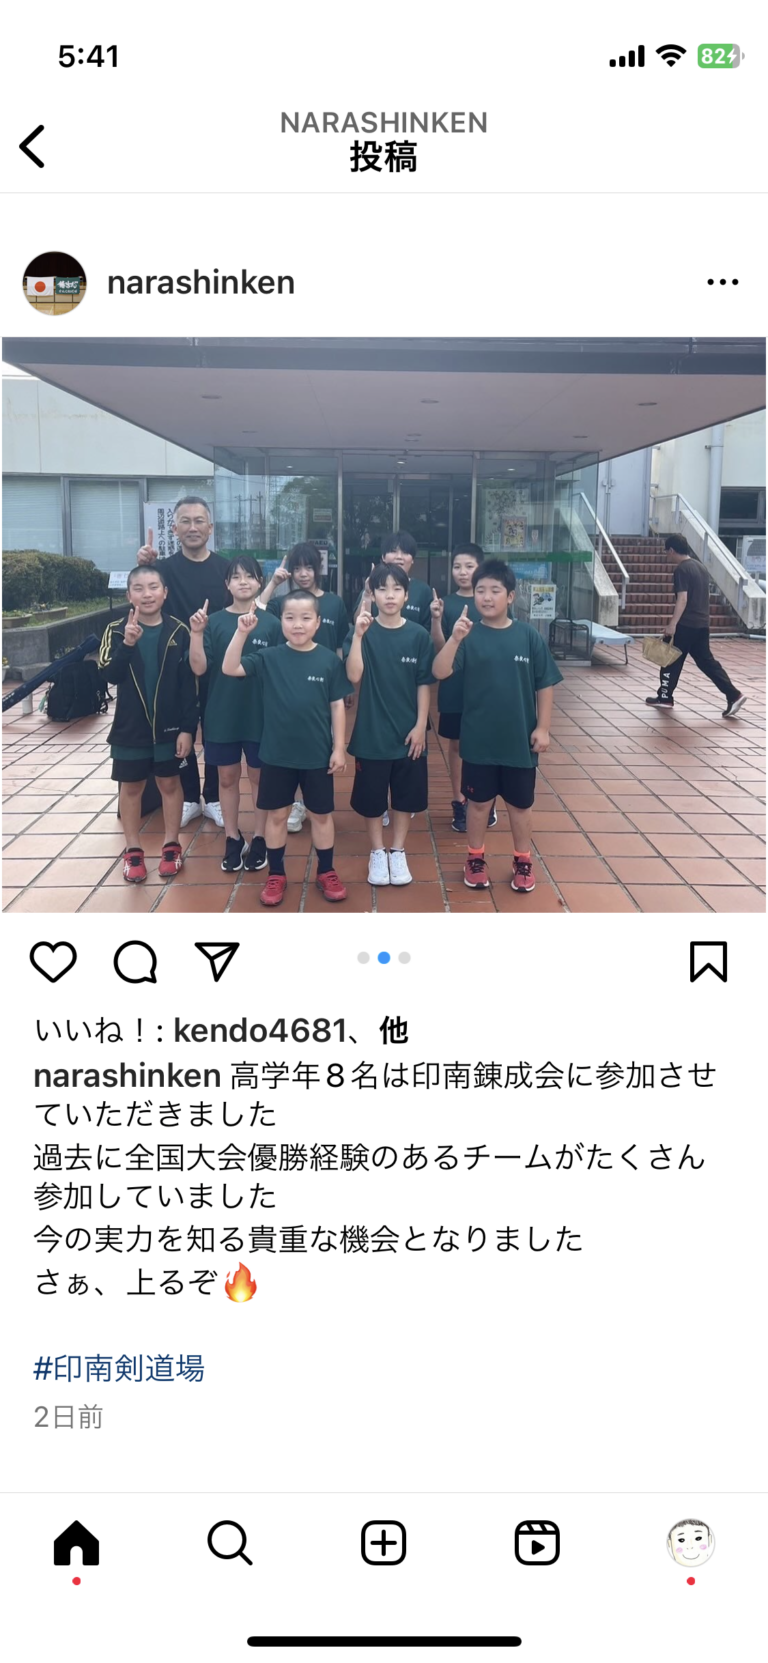 5:41
82
NARASHINKEN
投稿
narashinken
PUMA
いいね！: kendo4681、他
narashinken 高学年８名は印南錬成会に参加させ
ていただきました
過去に全国大会優勝経験のあるチームがたくさん
参加していました
今の実力を知る貴重な機会となりました
さぁ、上るぞ🔥
#印南剣道場
2日前